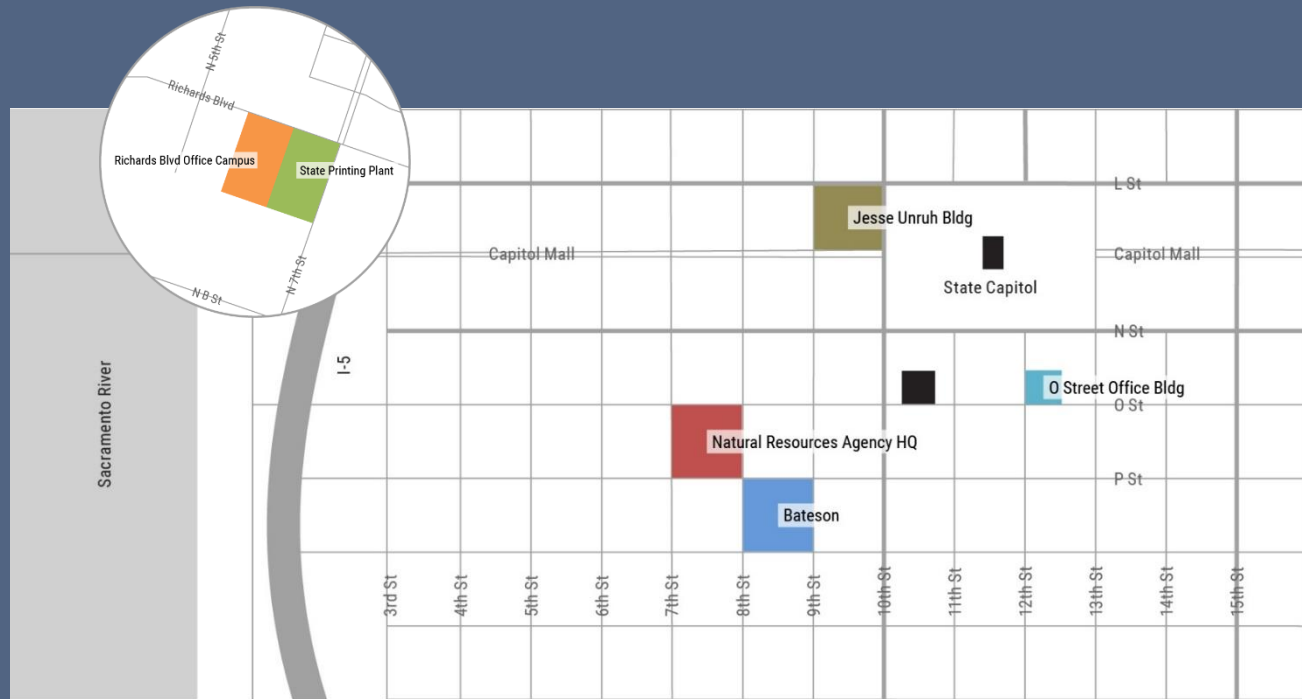 N 5th St
Richards Blvd
Richards Blvd Office Campus
State Printing Plant
N 7th St
N B St
L St
Jesse Unruh Bldg
Capitol Mall
Capitol Mall
State Capitol
N St
I-5
Sacramento River
O Street Office Bldg
O St
Natural Resources Agency HQ
P St
Bateson
3rd St
4th St
5th St
6th St
7th St
8th St
9th St
10th St
11th St
12th St
13th St
14th St
15th St